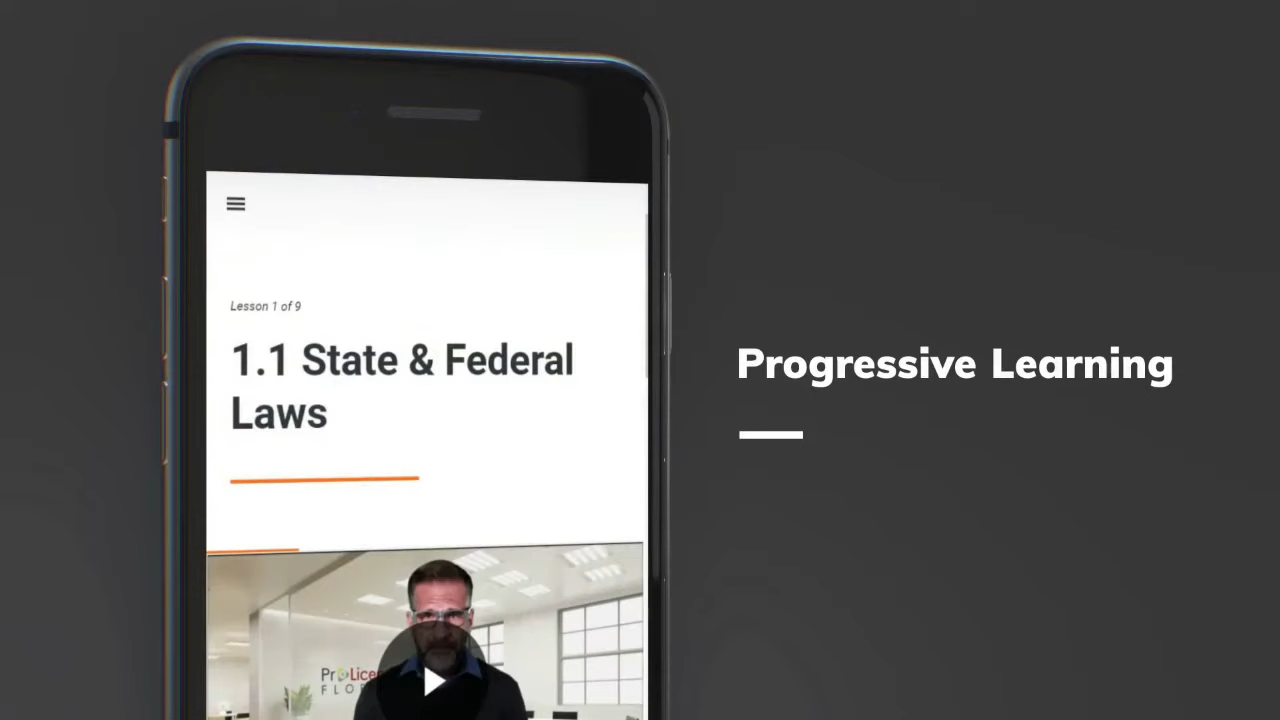 Lesson 1 of 9
1.1 State & Federal
Laws
Progressive Learning